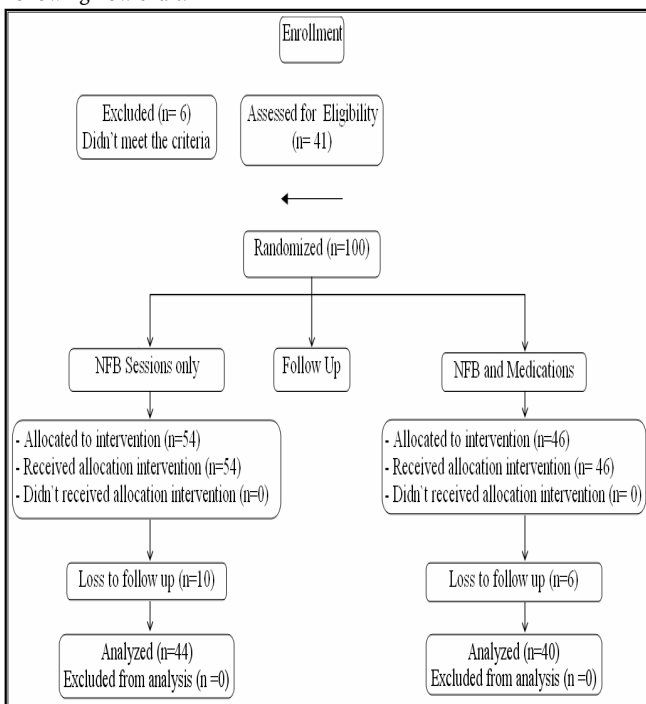 Enrollment
Excluded (n= 6)
Didn't meet the criteria
Assessed for Eligibility
(n= 41)
Randomized (n=100)
NFB Sessions only
Follow Up
NFB and Medications
- Allocated to intervention (n=54)
- Received allocation intervention (n=54)
- Didn't received allocation intervention (n=0)
- Allocated to intervention (n=46)
- Received allocation intervention (n= 46)
- Didn't received allocation intervention (n= 0)
Loss to follow up (n=10)
Loss to follow up (n=6)
Analyzed (n=44)
Excluded from analysis (n =0)
Analyzed (n=40)
Excluded from analysis (n =0)